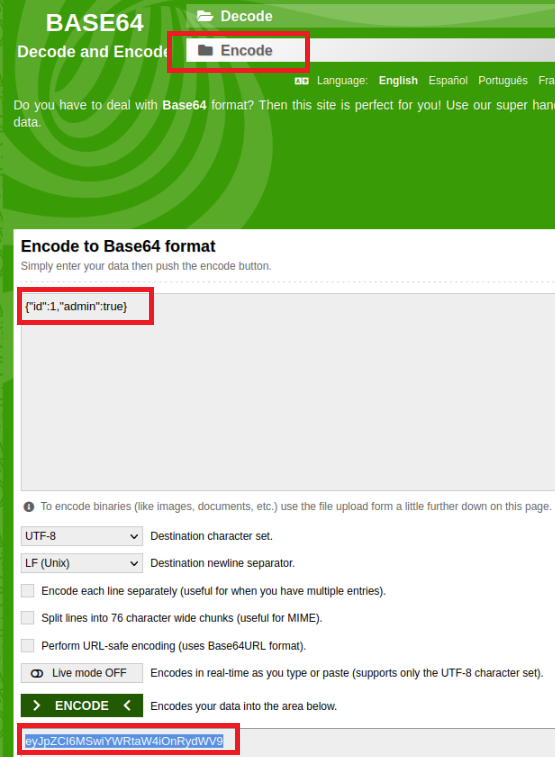 BASE64
Decode and Encode
Decode
Encode
Language: English Español Português Fra
Do you have to deal with Base64 format? Then this site is perfect for you! Use our super han
data.
Encode to Base64 format
Simply enter your data then push the encode button.
{"id":1,"admin":true}
To encode binaries (like images, documents, etc.) use the file upload form a little further down on this page.
UTF-8 Destination character set.
LF (Unix) Destination newline separator.
Encode each line separately (useful for when you have multiple entries).
Split lines into 76 character wide chunks (useful for MIME).
Perform URL-safe encoding (uses Base64URL format).
Live mode OFF Encodes in real-time as you type or paste (supports only the UTF-8 character set).
> ENCODE < Encodes your data into the area below.
eyJpZCI6MSwiYWRtaW4iOnRydWV9